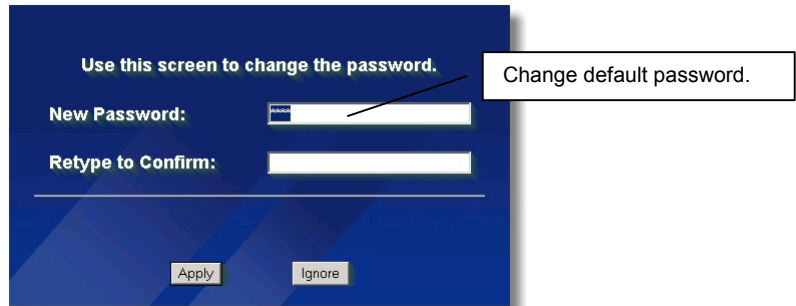 Use this screen to change the password.
Change default password.
New Password:
****
Retype to Confirm:
Apply
Ignore